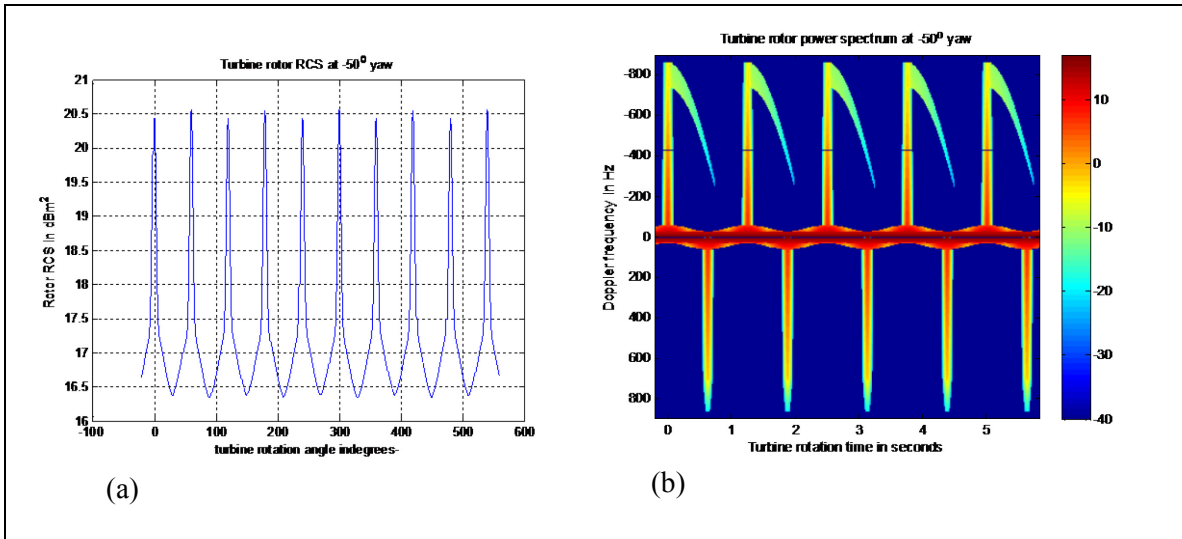 Turbine rotor RCS at -50⁰ yaw
21
20.5
20
19.5
19
18.5
18
17.5
17
16.5
16
Rotor RCS in dBm²
-100 0 100 200 300 400 500 600
turbine rotation angle indegrees-
(a)
Turbine rotor power spectrum at -50⁰ yaw
-800
-600
-400
-200
0
200
400
600
800
Doppler frequency in Hz
0 1 2 3 4 5
Turbine rotation time in seconds
10
0
-10
-20
-30
-40
(b)